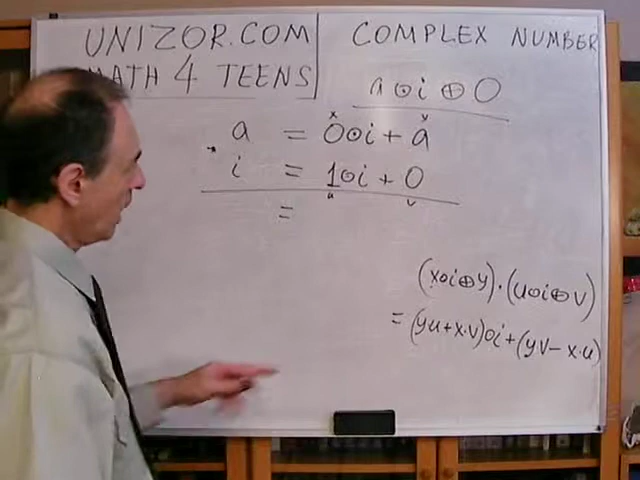 UNIZOR.COM
MATH 4 TEENS
COMPLEX NUMBER
a⊙i⊕0
x y
a = 0⊙i+a
* i = 1⊙i+0
u v
=
(x⊙i⊕y)·(u⊙i⊕v)
=(yu+x·v)⊙i+(yv-x·u)